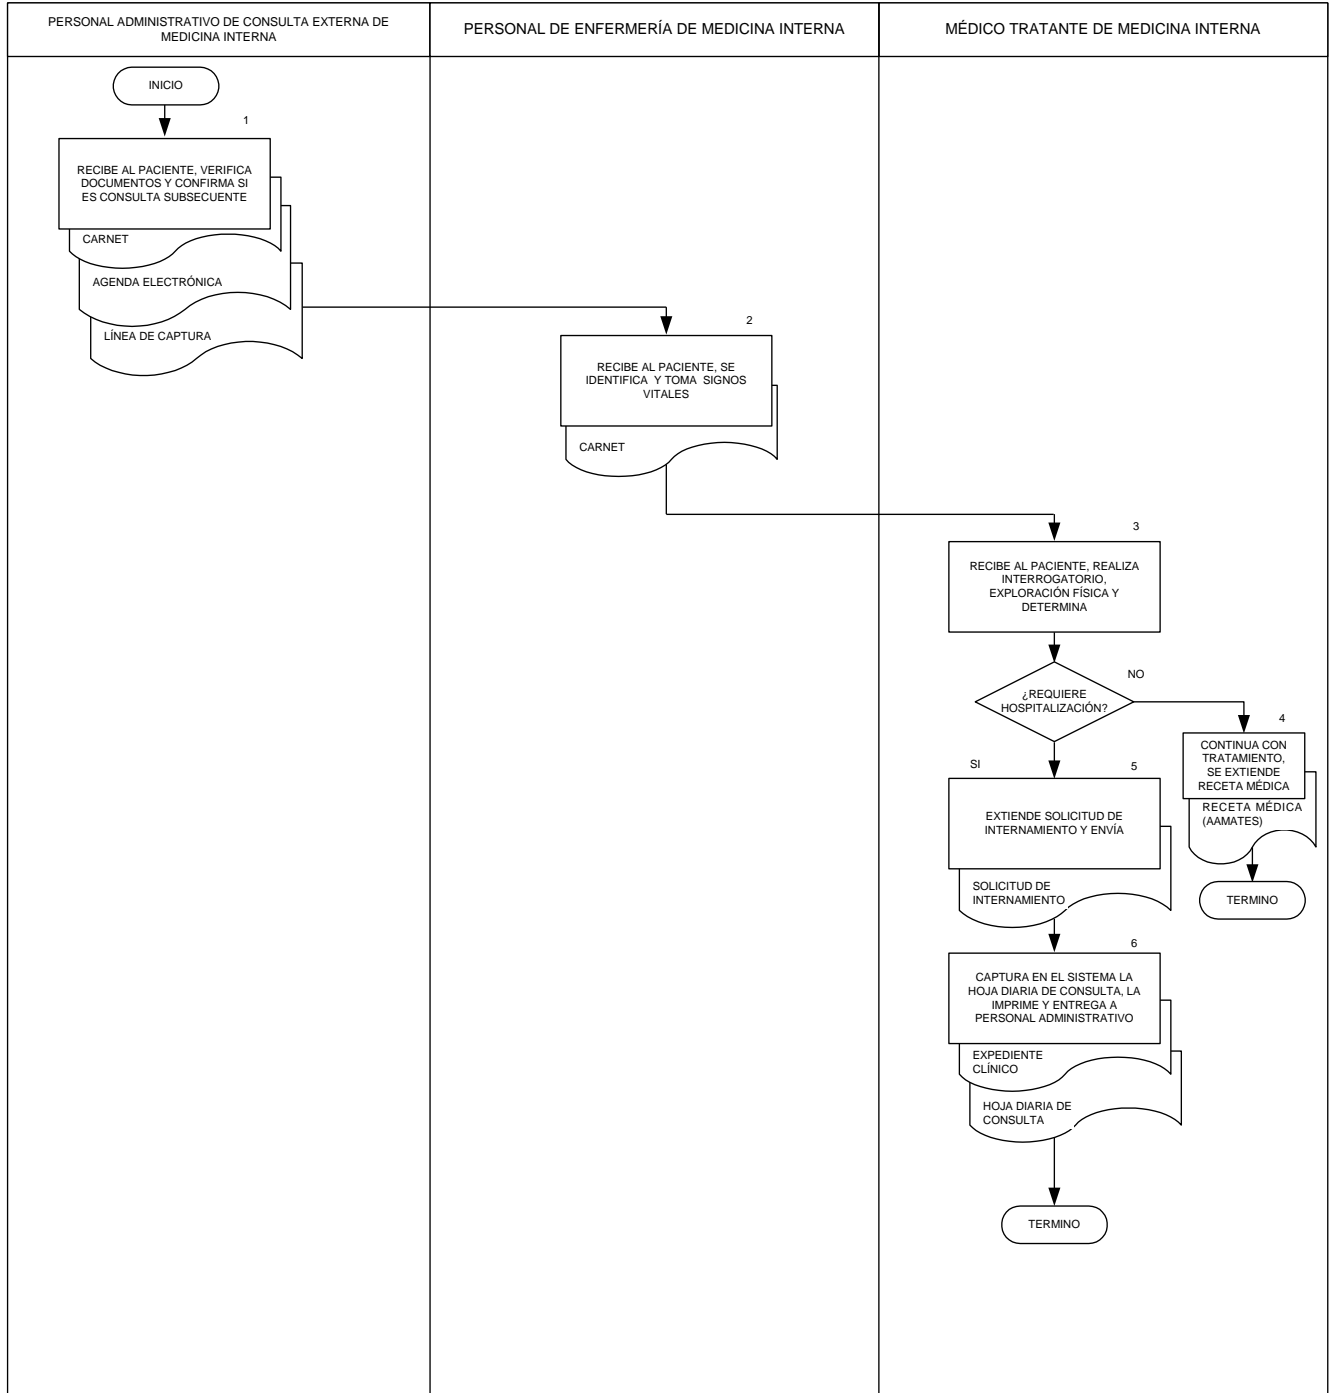 PERSONAL ADMINISTRATIVO DE CONSULTA EXTERNA DE
MEDICINA INTERNA
PERSONAL DE ENFERMERÍA DE MEDICINA INTERNA
MÉDICO TRATANTE DE MEDICINA INTERNA
INICIO
1
RECIBE AL PACIENTE, VERIFICA
DOCUMENTOS Y CONFIRMA SI
ES CONSULTA SUBSECUENTE
CARNET
AGENDA ELECTRÓNICA
LÍNEA DE CAPTURA
2
RECIBE AL PACIENTE, SE
IDENTIFICA Y TOMA SIGNOS
VITALES
CARNET
3
RECIBE AL PACIENTE, REALIZA
INTERROGATORIO,
EXPLORACIÓN FÍSICA Y
DETERMINA
¿REQUIERE
HOSPITALIZACIÓN?
NO
4
CONTINUA CON
TRATAMIENTO,
SE EXTIENDE
RECETA MÉDICA
RECETA MÉDICA
(AAMATES)
TERMINO
SI
5
EXTIENDE SOLICITUD DE
INTERNAMIENTO Y ENVÍA
SOLICITUD DE
INTERNAMIENTO
6
CAPTURA EN EL SISTEMA LA
HOJA DIARIA DE CONSULTA, LA
IMPRIME Y ENTREGA A
PERSONAL ADMINISTRATIVO
EXPEDIENTE
CLÍNICO
HOJA DIARIA DE
CONSULTA
TERMINO